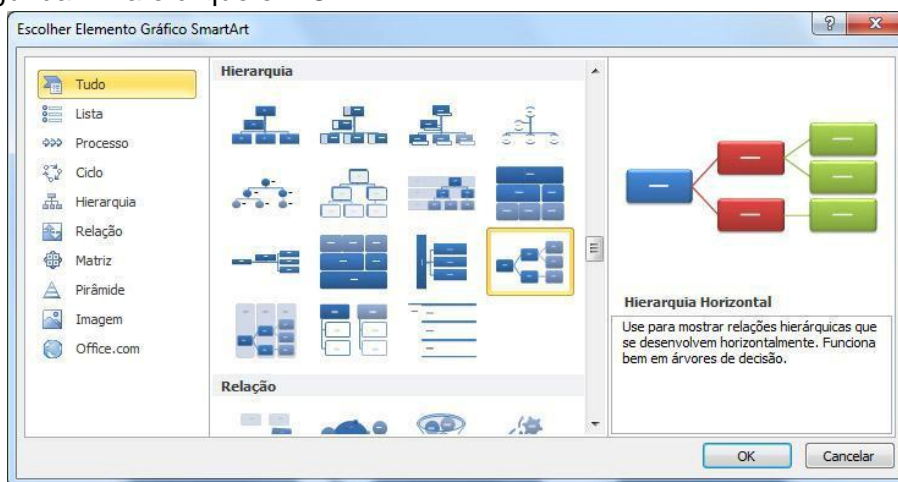 Escolher Elemento Gráfico SmartArt
Tudo
Lista
Processo
Ciclo
Hierarquia
Relação
Matriz
Pirâmide
Imagem
Office.com
Hierarquia
Relação
Hierarquia Horizontal
Use para mostrar relações hierárquicas que
se desenvolvem horizontalmente. Funciona
bem em árvores de decisão.
OK
Cancelar